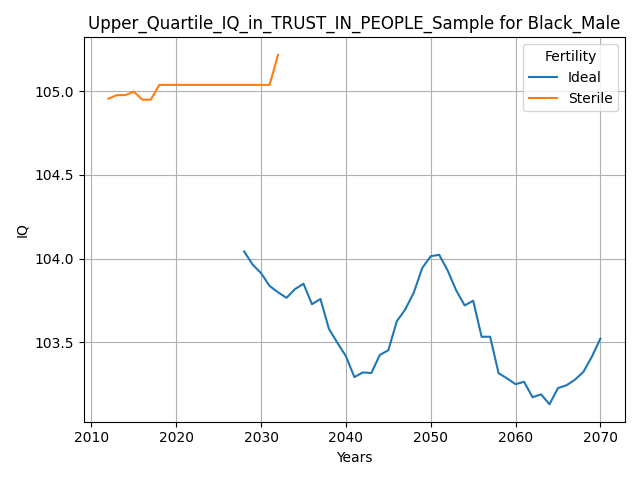 Upper_Quartile_IQ_in_TRUST_IN_PEOPLE_Sample for Black_Male
Fertility
Ideal
Sterile
105.0
104.5
104.0
103.5
IQ
2010 2020 2030 2040 2050 2060 2070
Years